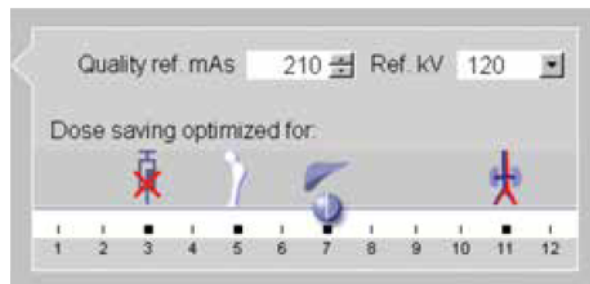 Quality ref. mAs 210 Ref. kV 120
Dose saving optimized for:
1 2 3 4 5 6 7 8 9 10 11 12